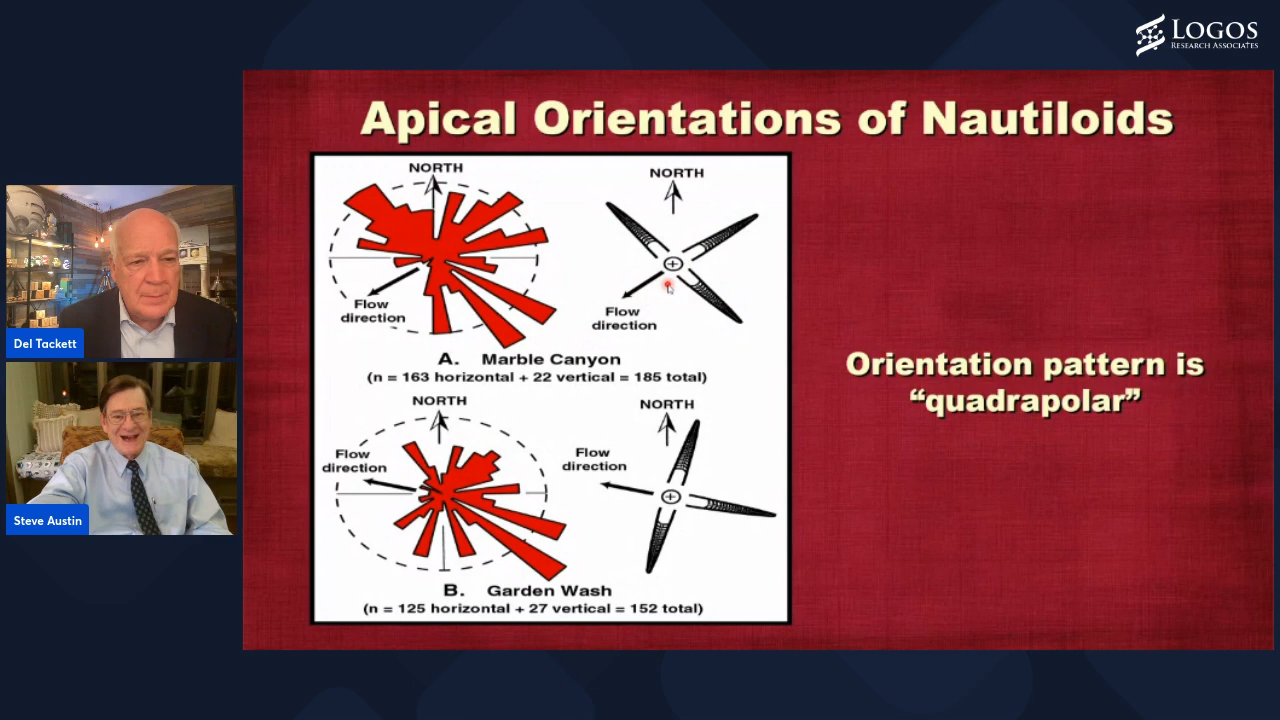 LOGOS
RESEARCH ASSOCIATES
Apical Orientations of Nautiloids
NORTH
Flow
direction
NORTH
Flow
direction
A. Marble Canyon
(n = 163 horizontal + 22 vertical = 185 total)
NORTH
Flow
direction
NORTH
Flow
direction
B. Garden Wash
(n = 125 horizontal + 27 vertical = 152 total)
Orientation pattern is
“quadrapolar”
Del Tackett
Steve Austin